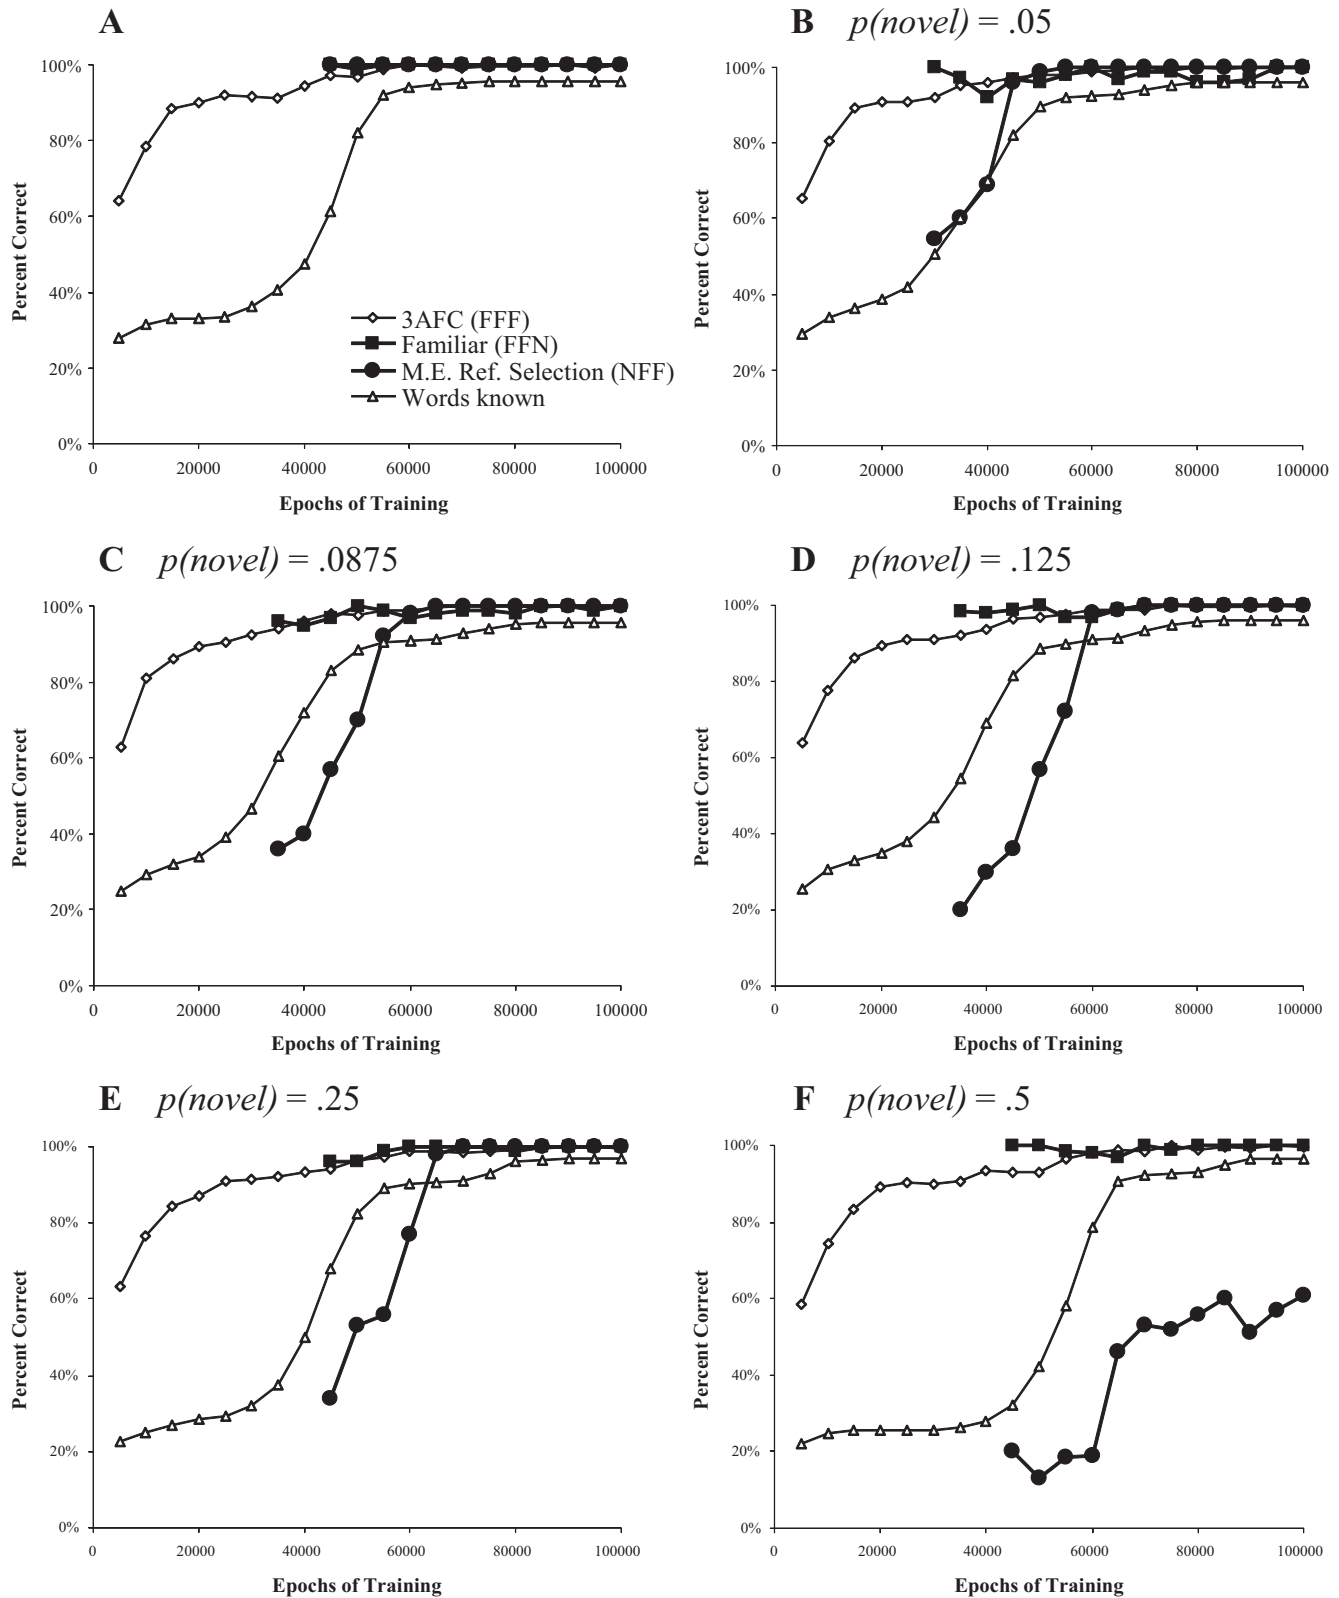 A
100%
80%
60%
40%
20%
0%
Percent Correct
3AFC (FFF)
Familiar (FFN)
M.E. Ref. Selection (NFF)
Words known
0 20000 40000 60000 80000 100000
Epochs of Training
B p(novel) = .05
100%
80%
60%
40%
20%
0%
Percent Correct
0 20000 40000 60000 80000 100000
Epochs of Training
C p(novel) = .0875
100%
80%
60%
40%
20%
0%
Percent Correct
0 20000 40000 60000 80000 100000
Epochs of Training
D p(novel) = .125
100%
80%
60%
40%
20%
0%
Percent Correct
0 20000 40000 60000 80000 100000
Epochs of Training
E p(novel) = .25
100%
80%
60%
40%
20%
0%
Percent Correct
0 20000 40000 60000 80000 100000
Epochs of Training
F p(novel) = .5
100%
80%
60%
40%
20%
0%
Percent Correct
0 20000 40000 60000 80000 100000
Epochs of Training